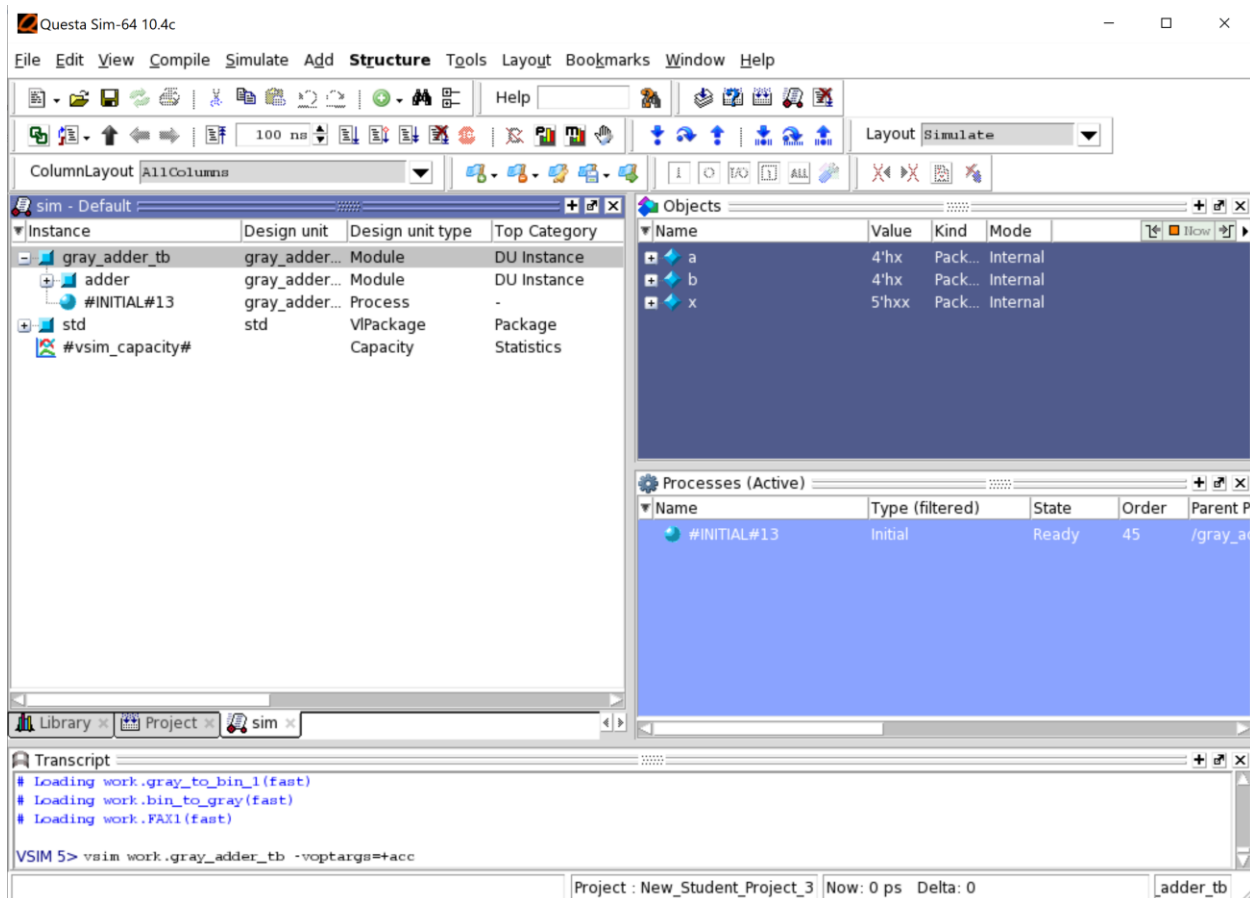 Questa Sim-64 10.4c
File Edit View Compile Simulate Add Structure Tools Layout Bookmarks Window Help
Help
100 ns
Layout Simulate
ColumnLayout AllColumns
sim - Default
Instance Design unit Design unit type Top Category
gray_adder_tb gray_adder... Module DU Instance
adder gray_adder... Module DU Instance
#INITIAL#13 gray_adder... Process -
std std VlPackage Package
#vsim_capacity# Capacity Statistics
Library Project sim
Objects
Name Value Kind Mode Now
a 4'hx Pack... Internal
b 4'hx Pack... Internal
x 5'hxx Pack... Internal
Processes (Active)
Name Type (filtered) State Order Parent P
#INITIAL#13 Initial Ready 45 /gray_a
Transcript
# Loading work.gray_to_bin_1(fast)
# Loading work.bin_to_gray(fast)
# Loading work.FAX1(fast)
VSIM 5> vsim work.gray_adder_tb -voptargs=+acc
Project : New_Student_Project_3 Now: 0 ps Delta: 0 _adder_tb